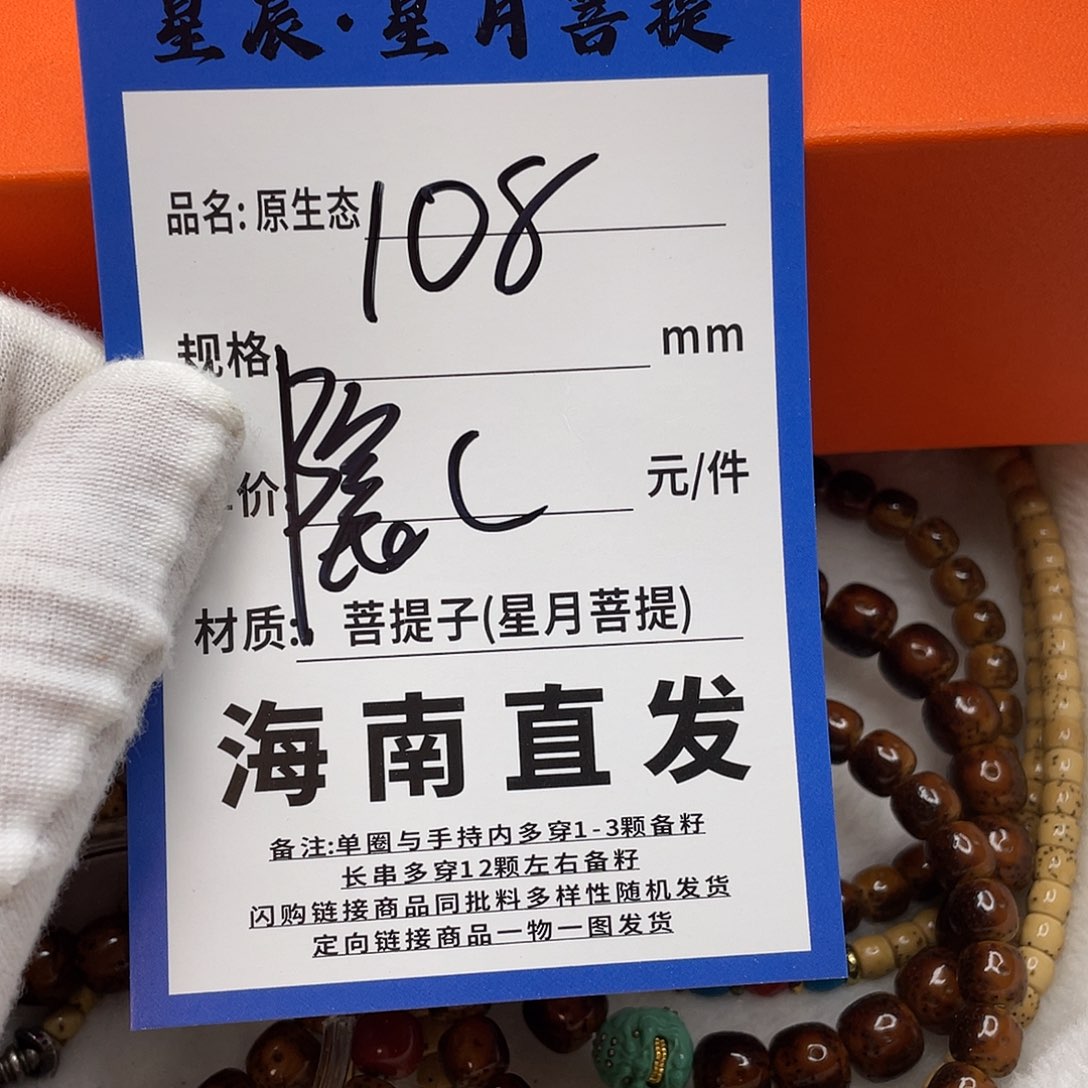 星辰·星月菩提
品名: 原生态 108
规格 mm
价: 隐 元/件
材质: 菩提子(星月菩提)
海南直发
备注:单圈与手持内多穿1-3颗备籽
长串多穿12颗左右备籽
闪购链接商品同批料多样性随机发货
定向链接商品一物一图发货